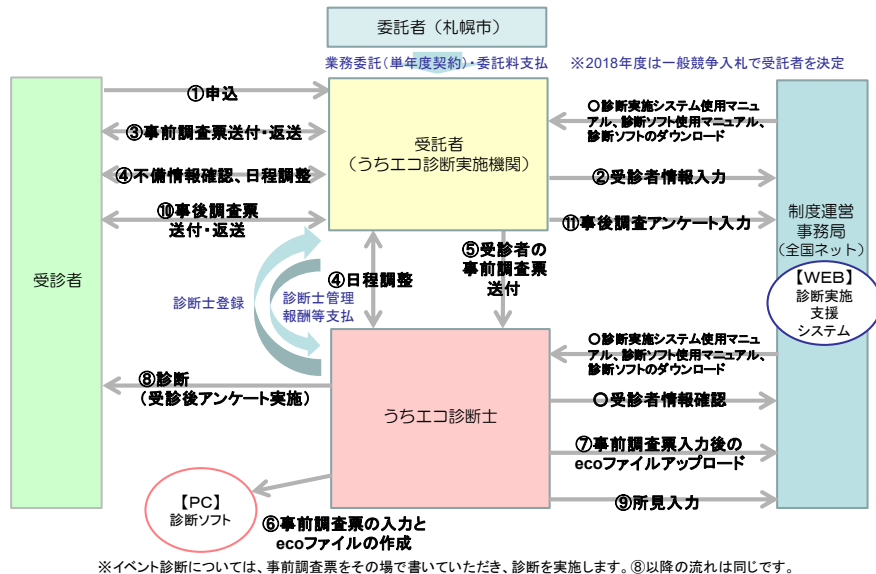 委託者（札幌市）
業務委託（単年度契約）・委託料支払　※2018年度は一般競争入札で受託者を決定
①申込
③事前調査票送付・返送
④不備情報確認、日程調整
⑩事後調査票
送付・返送
受託者
（うちエコ診断実施機関）
〇診断実施システム使用マニュ
アル、診断ソフト使用マニュアル、
診断ソフトのダウンロード
②受診者情報入力
⑪事後調査アンケート入力
制度運営
事務局
（全国ネット）
【WEB】
診断実施
支援
システム
受診者
診断士登録
診断士管理
報酬等支払
④日程調整
⑤受診者の
事前調査票
送付
〇診断実施システム使用マニュ
アル、診断ソフト使用マニュアル、
診断ソフトのダウンロード
〇受診者情報確認
⑦事前調査票入力後の
ecoファイルアップロード
⑨所見入力
⑧診断
（受診後アンケート実施）
うちエコ診断士
【PC】
診断ソフト
⑥事前調査票の入力と
ecoファイルの作成
※イベント診断については、事前調査票をその場で書いていただき、診断を実施します。⑧以降の流れは同じです。